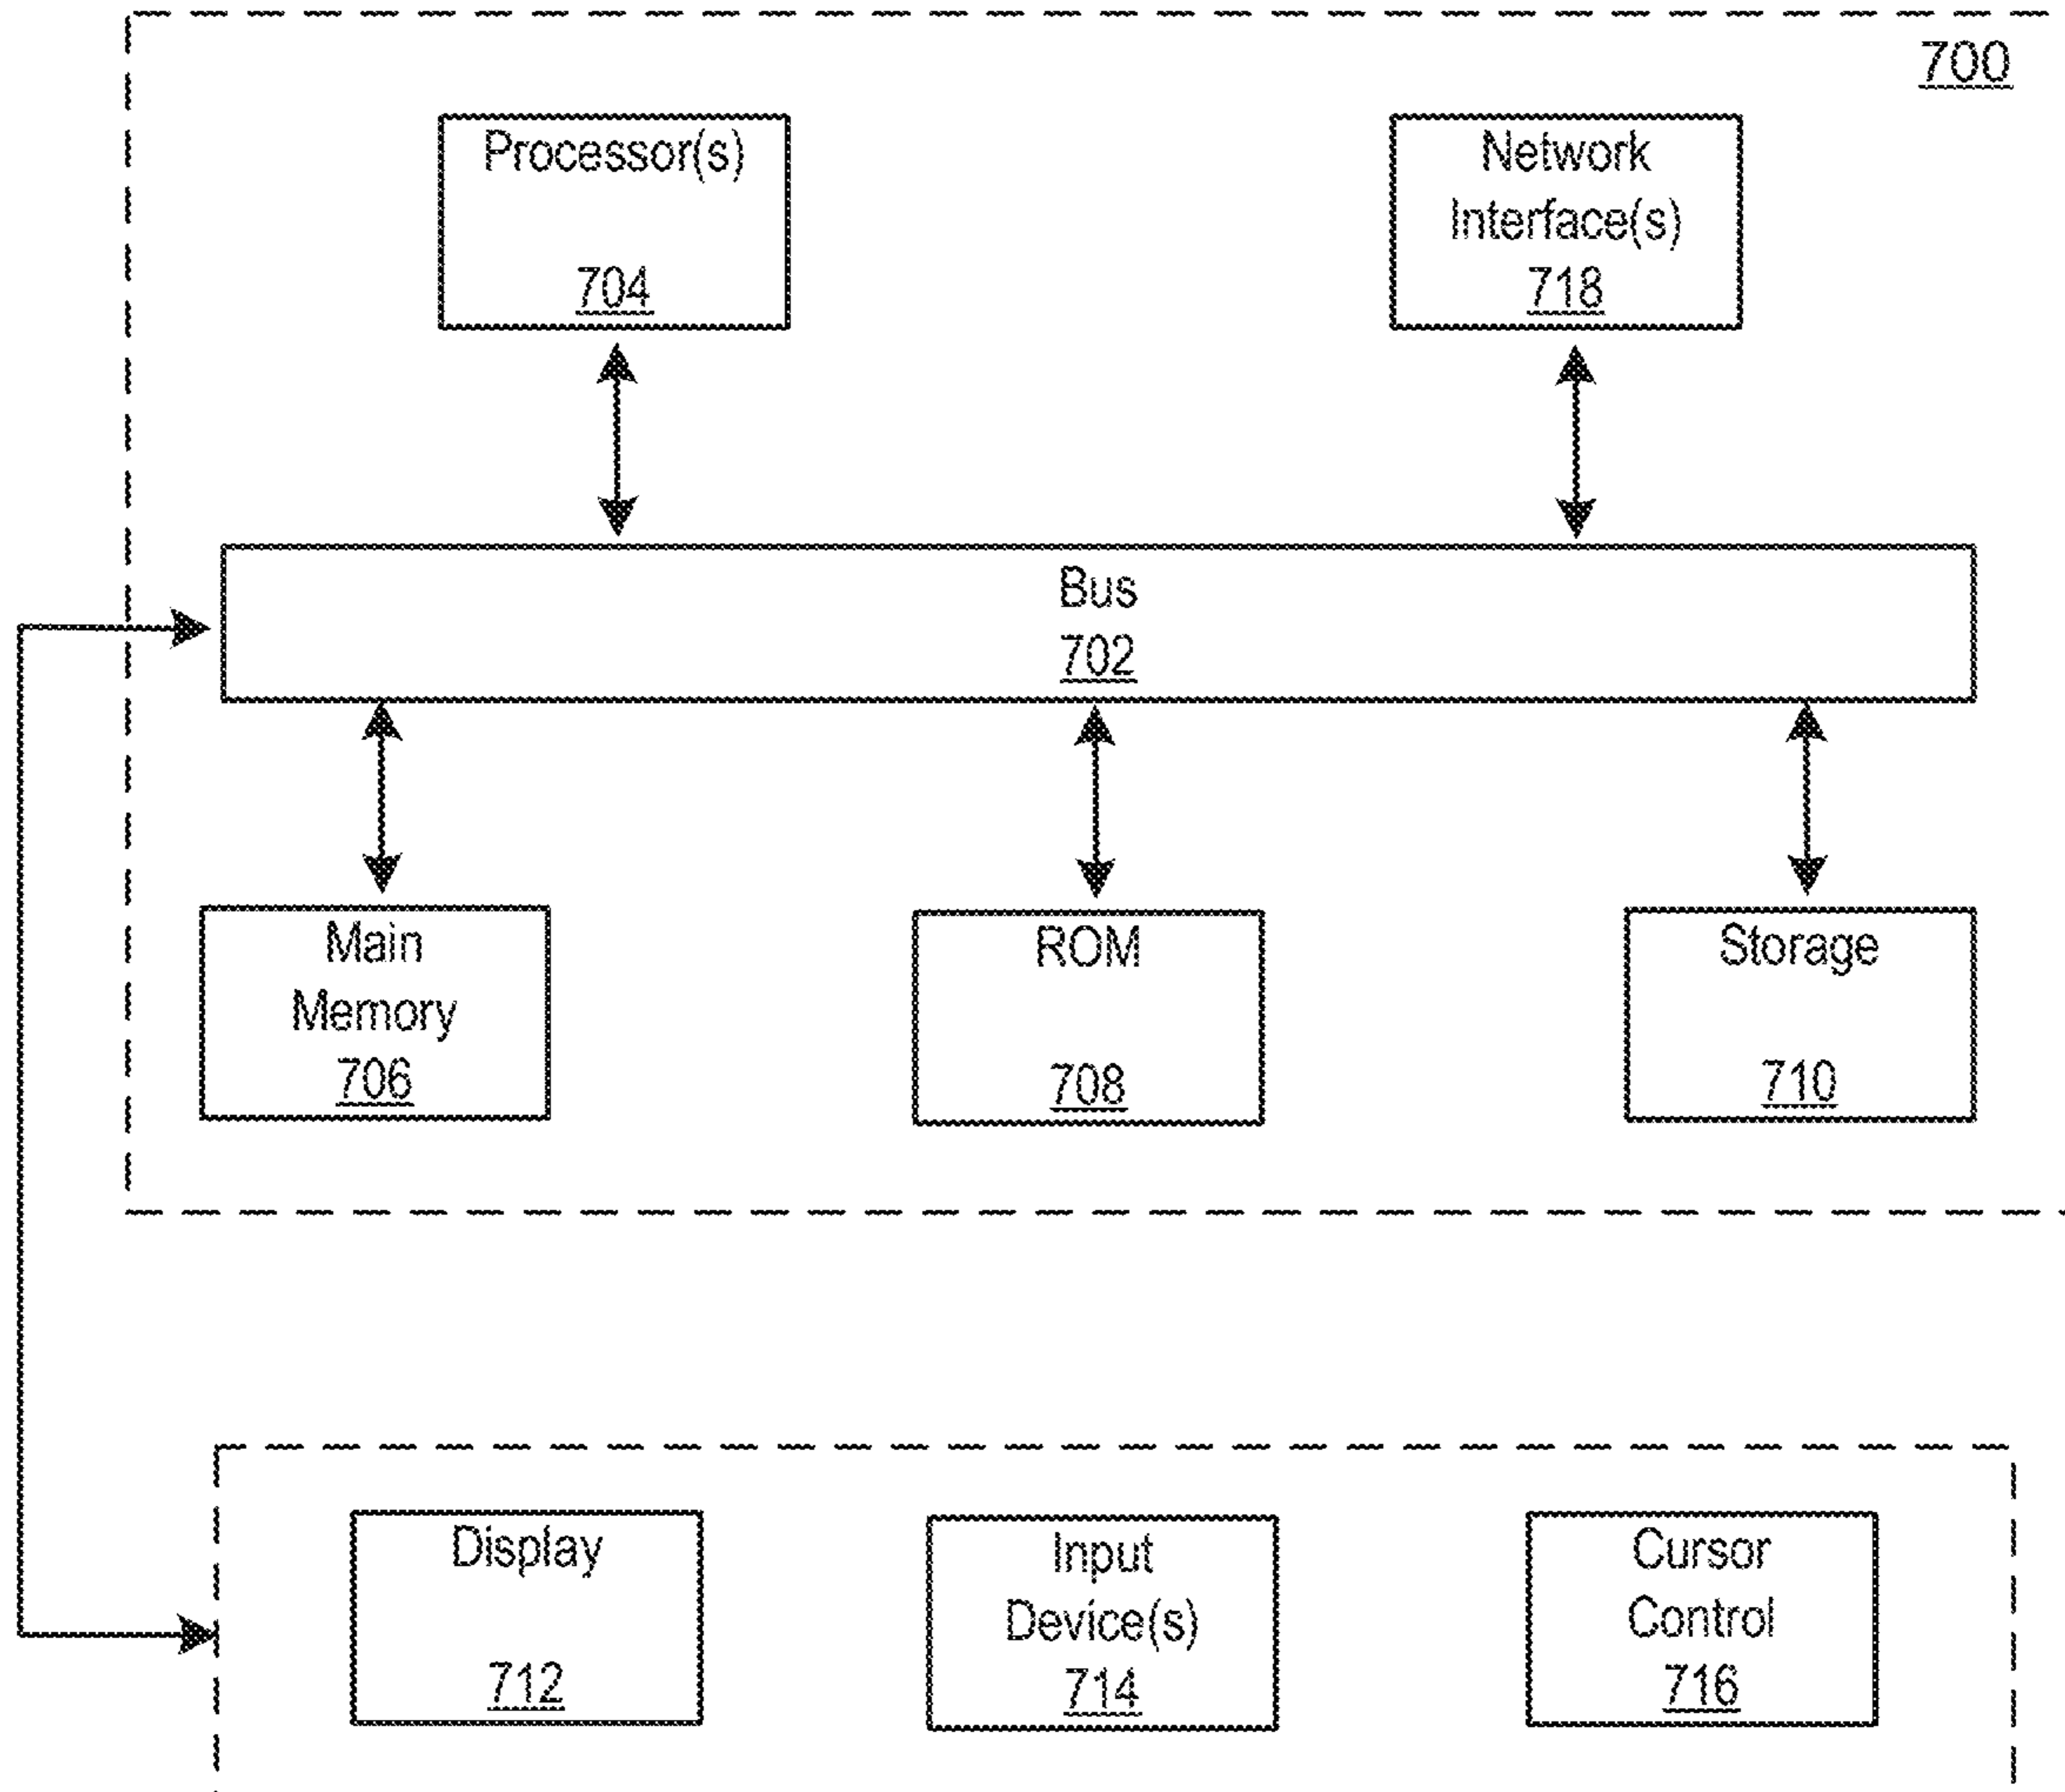 700
Processor(s)
704
Network
Interface(s)
718
Bus
702
Main
Memory
706
ROM
708
Storage
710
Display
712
Input
Device(s)
714
Cursor
Control
716